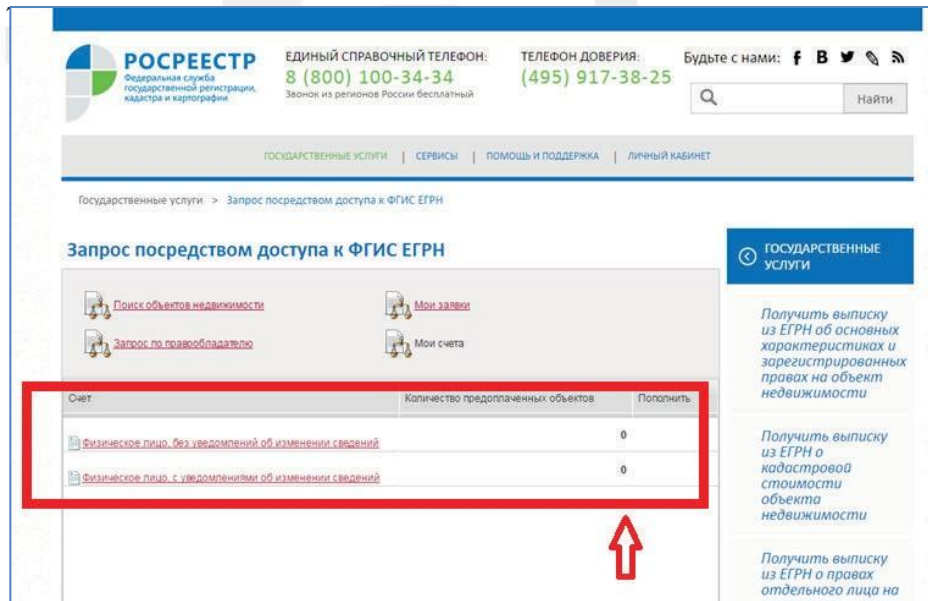 РОСРЕЕСТР
Федеральная служба
государственной регистрации,
кадастра и картографии
ЕДИНЫЙ СПРАВОЧНЫЙ ТЕЛЕФОН:
8 (800) 100-34-34
Звонок из регионов России бесплатный
ТЕЛЕФОН ДОВЕРИЯ:
(495) 917-38-25
Будьте с нами:
Найти
ГОСУДАРСТВЕННЫЕ УСЛУГИ | СЕРВИСЫ | ПОМОЩЬ И ПОДДЕРЖКА | ЛИЧНЫЙ КАБИНЕТ
Государственные услуги > Запрос посредством доступа к ФГИС ЕГРН
Запрос посредством доступа к ФГИС ЕГРН
Поиск объектов недвижимости
Мои заявки
Запрос по правообладателю
Мои счета
Счет Количество предоплаченных объектов Пополнить
Физическое лицо, без уведомлений об изменении сведений 0
Физическое лицо, с уведомлениями об изменении сведений 0
ГОСУДАРСТВЕННЫЕ
УСЛУГИ
Получить выписку
из ЕГРН об основных
характеристиках и
зарегистрированных
правах на объект
недвижимости
Получить выписку
из ЕГРН о
кадастровой
стоимости
объекта
недвижимости
Получить выписку
из ЕГРН о правах
отдельного лица на